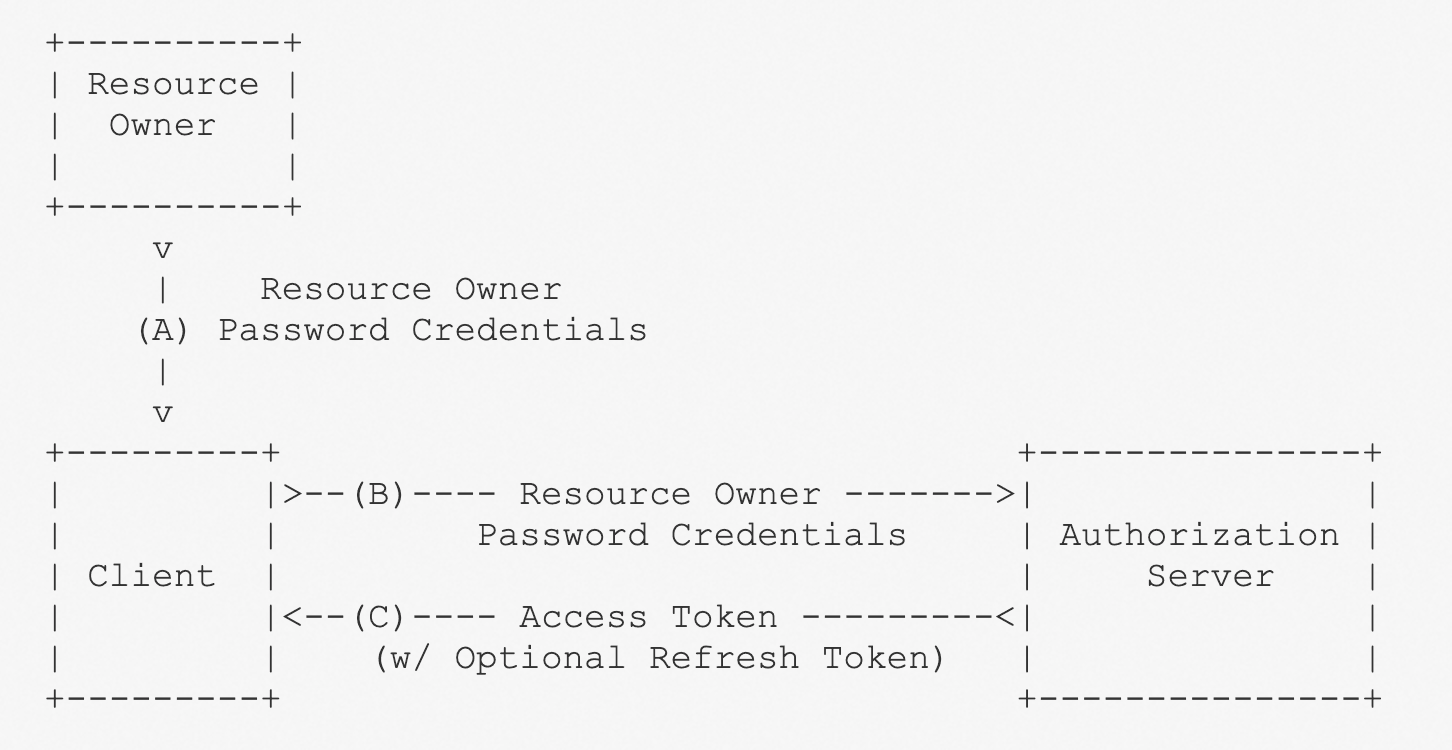 +----------+
| Resource |
|  Owner   |
|          |
+----------+
     v
     |    Resource Owner
    (A) Password Credentials
     |
     v
+---------+                                  +---------------+
|         |>--(B)---- Resource Owner ------->|               |
|         |         Password Credentials     | Authorization |
| Client  |                                  |     Server    |
|         |<--(C)---- Access Token ---------<|               |
|         |    (w/ Optional Refresh Token)   |               |
+---------+                                  +---------------+